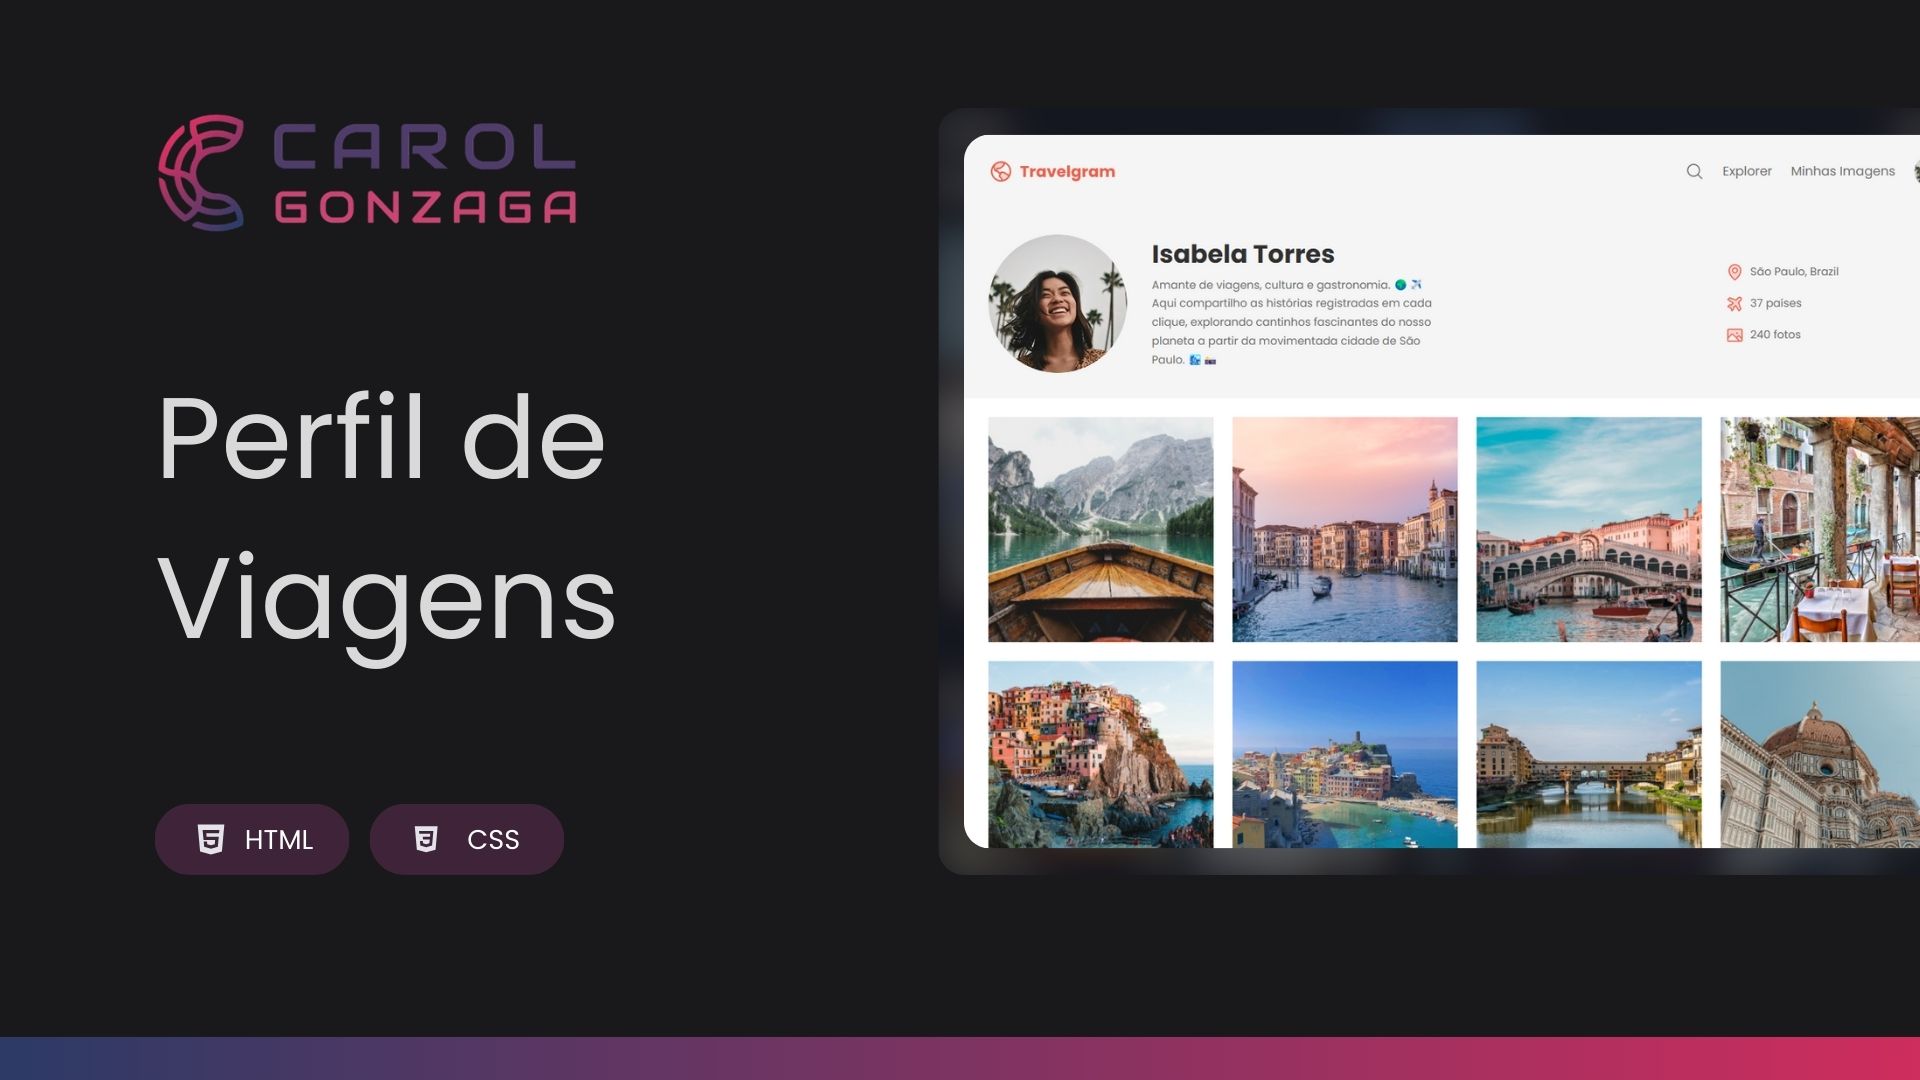 CAROL
GONZAGA
Perfil de
Viagens
HTML
CSS
Travelgram
Explorer
Minhas Imagens
Isabela Torres
Amante de viagens, cultura e gastronomia. 🌍 ✈️
Aqui compartilho as histórias registradas em cada
clique, explorando cantinhos fascinantes do nosso
planeta a partir da movimentada cidade de São
Paulo. 🏙️ 📸
São Paulo, Brazil
37 países
240 fotos